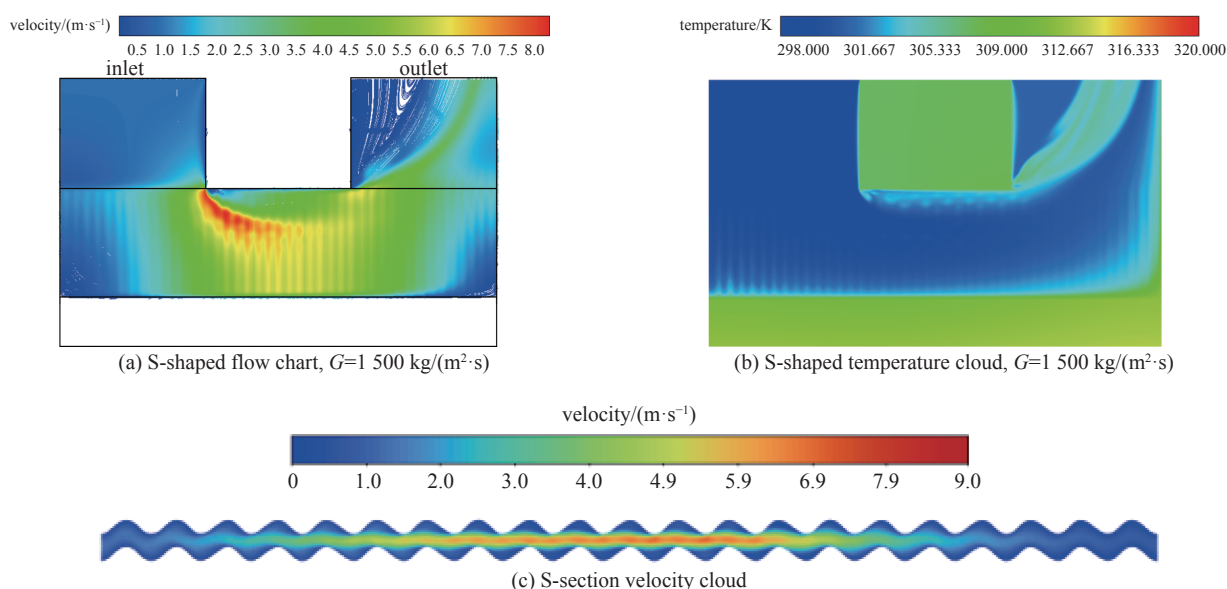 velocity/(m·s⁻¹)
0.5 1.0 1.5 2.0 2.5 3.0 3.5 4.0 4.5 5.0 5.5 6.0 6.5 7.0 7.5 8.0
inlet outlet
(a) S-shaped flow chart, G=1 500 kg/(m²·s)
temperature/K
298.000 301.667 305.333 309.000 312.667 316.333 320.000
(b) S-shaped temperature cloud, G=1 500 kg/(m²·s)
velocity/(m·s⁻¹)
0 1.0 2.0 3.0 4.0 4.9 5.9 6.9 7.9 9.0
(c) S-section velocity cloud